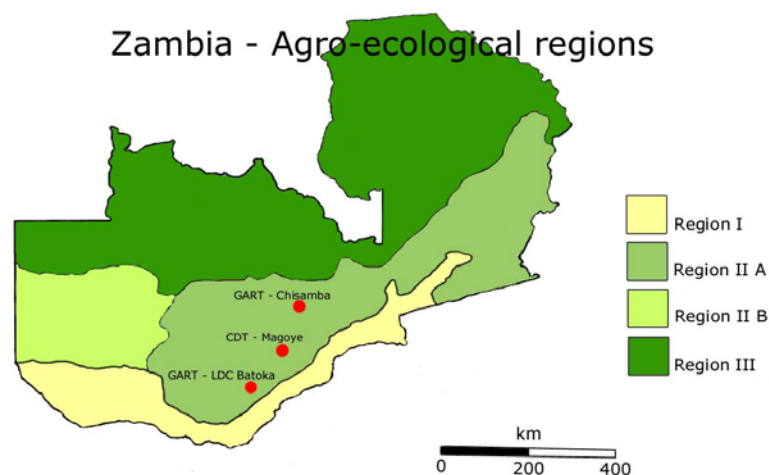 Zambia - Agro-ecological regions
Region I
Region II A
GART - Chisamba
Region II B
CDT - Magoye
Region III
GART - LDC Batoka
km
0 200 400